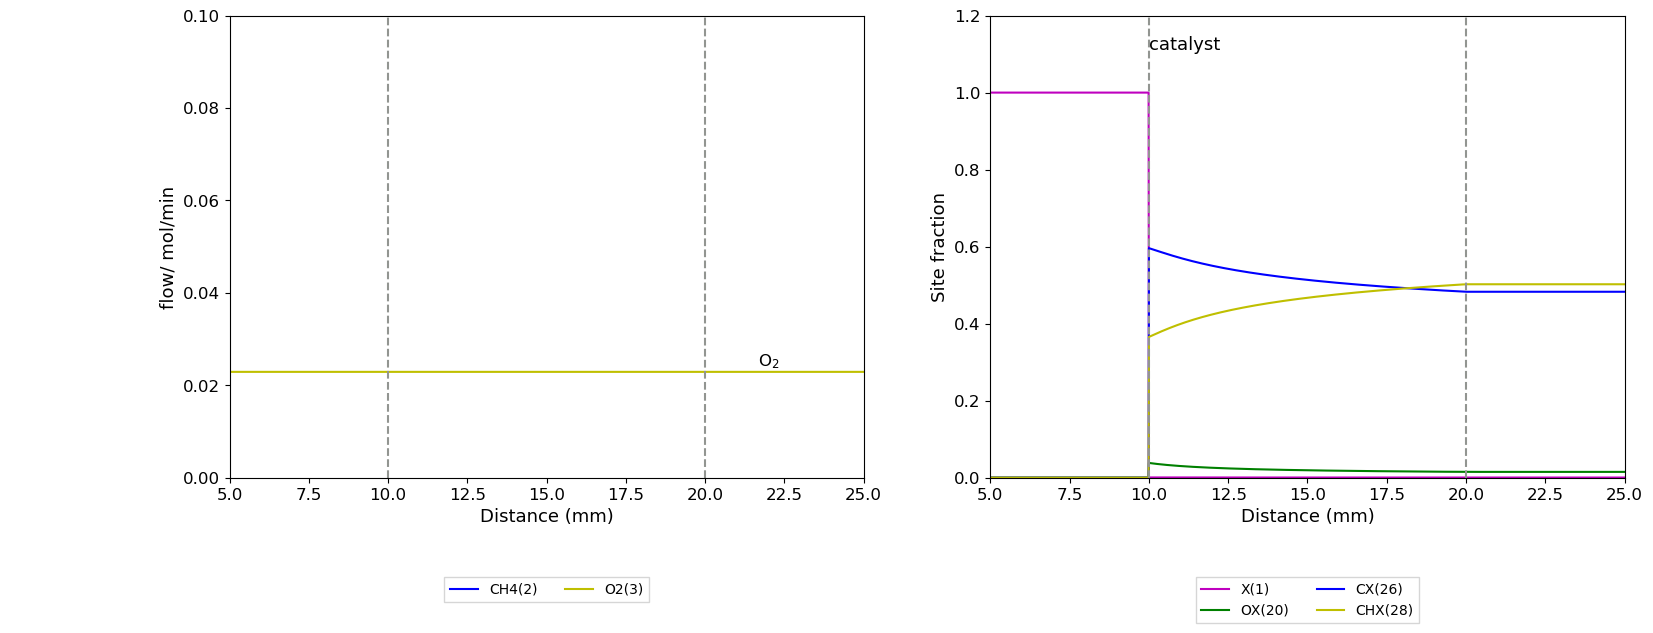 0.10
0.08
0.06
0.04
0.02
0.00
flow/ mol/min
O₂
5.0 7.5 10.0 12.5 15.0 17.5 20.0 22.5 25.0
Distance (mm)
CH4(2) O2(3)
1.2
1.0
0.8
0.6
0.4
0.2
0.0
Site fraction
catalyst
5.0 7.5 10.0 12.5 15.0 17.5 20.0 22.5 25.0
Distance (mm)
X(1) CX(26)
OX(20) CHX(28)